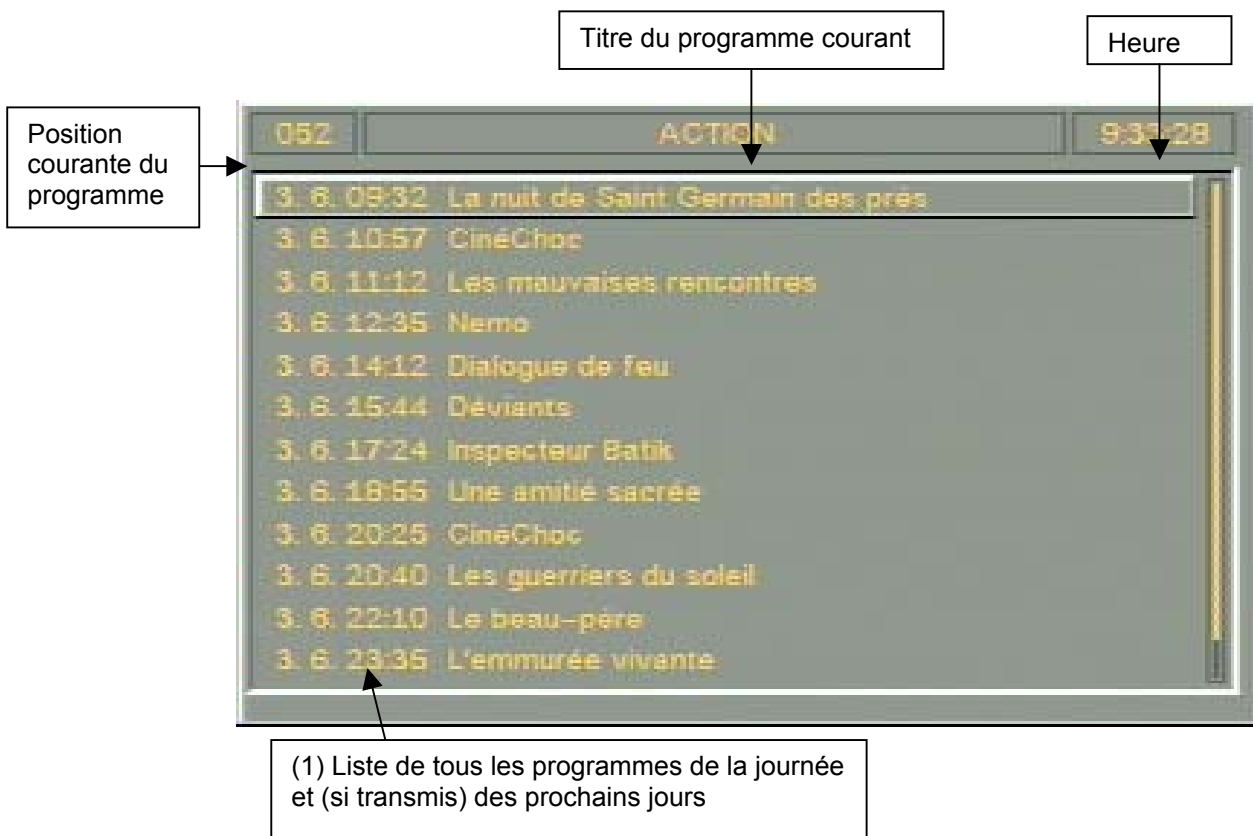 Titre du programme courant
Heure
Position
courante du
programme
052 ACTION 9:33:28
3. 6. 09:32 La nuit de Saint Germain des prés
3. 6. 10:57 CinéChoc
3. 6. 11:12 Les mauvaises rencontres
3. 6. 12:35 Nemo
3. 6. 14:12 Dialogue de feu
3. 6. 15:44 Déviants
3. 6. 17:24 Inspecteur Batik
3. 6. 18:55 Une amitié sacrée
3. 6. 20:25 CinéChoc
3. 6. 20:40 Les guerriers du soleil
3. 6. 22:10 Le beau-père
3. 6. 23:35 L'emmurée vivante
(1) Liste de tous les programmes de la journée
et (si transmis) des prochains jours